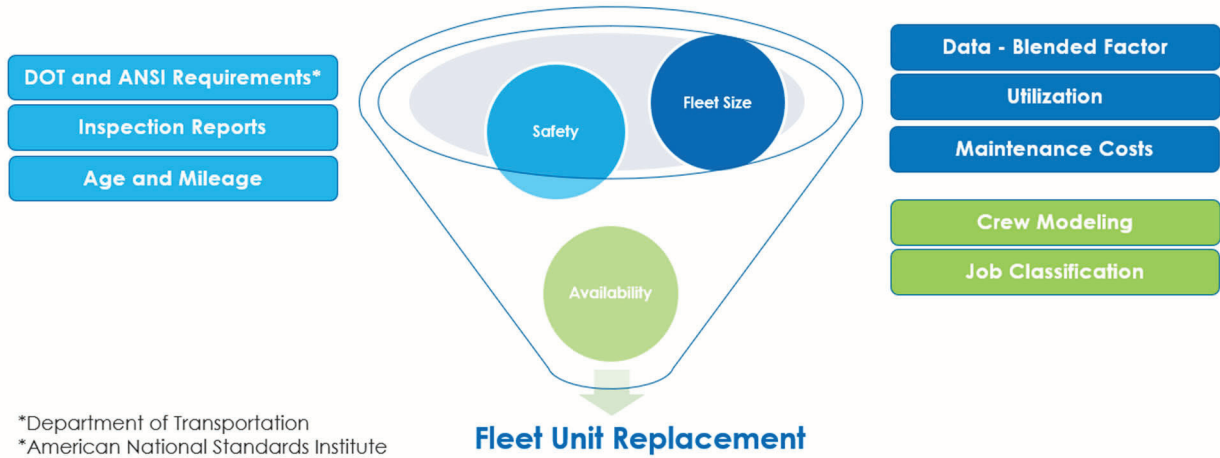 DOT and ANSI Requirements*
Inspection Reports
Age and Mileage
Safety
Fleet Size
Availability
Data - Blended Factor
Utilization
Maintenance Costs
Crew Modeling
Job Classification
*Department of Transportation
*American National Standards Institute
Fleet Unit Replacement